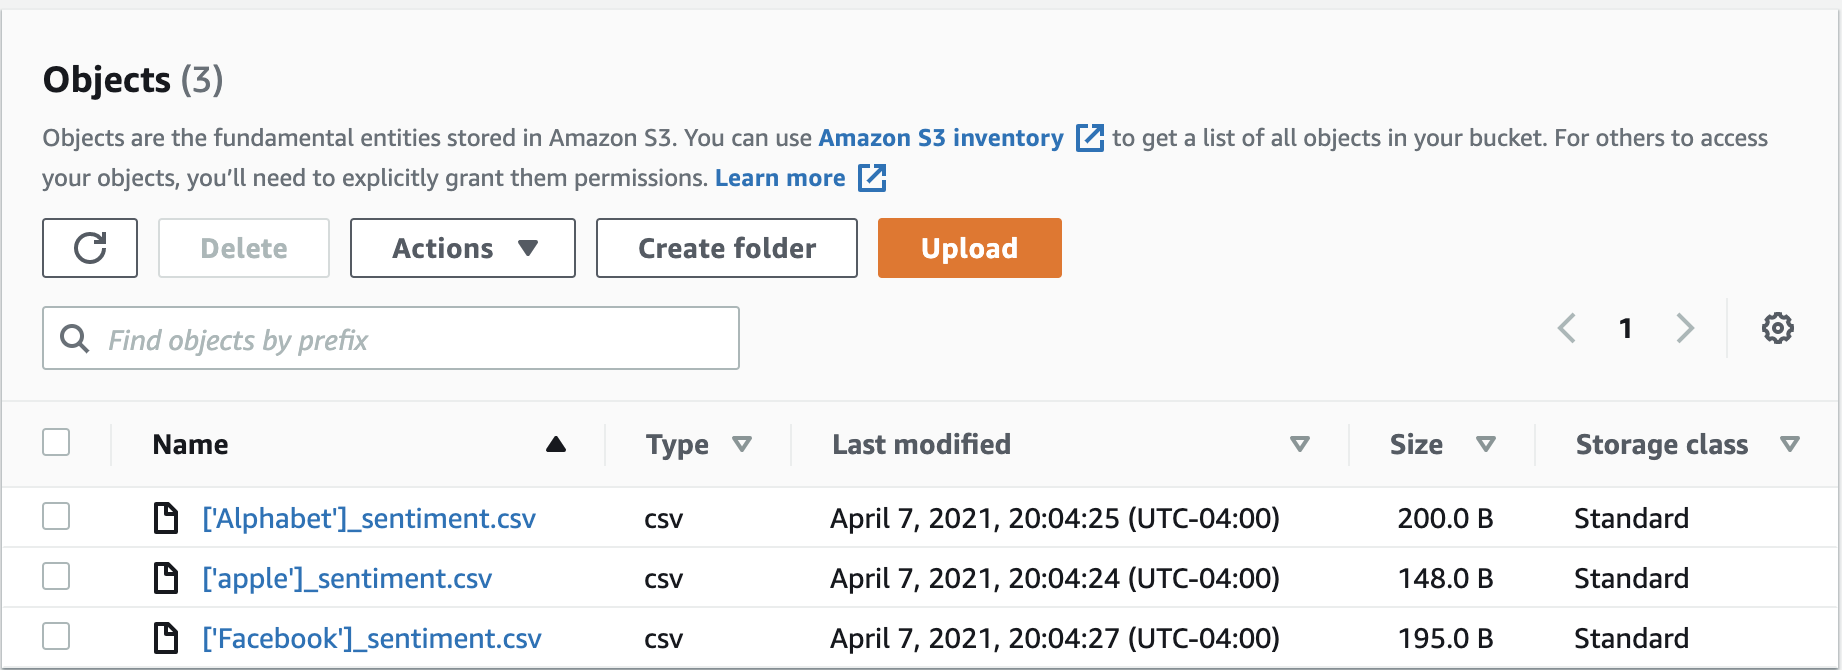 Objects (3)
Objects are the fundamental entities stored in Amazon S3. You can use Amazon S3 inventory to get a list of all objects in your bucket. For others to access
your objects, you’ll need to explicitly grant them permissions. Learn more
Delete Actions Create folder Upload
Find objects by prefix 1
Name Type Last modified Size Storage class
['Alphabet']_sentiment.csv csv April 7, 2021, 20:04:25 (UTC-04:00) 200.0 B Standard
['apple']_sentiment.csv csv April 7, 2021, 20:04:24 (UTC-04:00) 148.0 B Standard
['Facebook']_sentiment.csv csv April 7, 2021, 20:04:27 (UTC-04:00) 195.0 B Standard